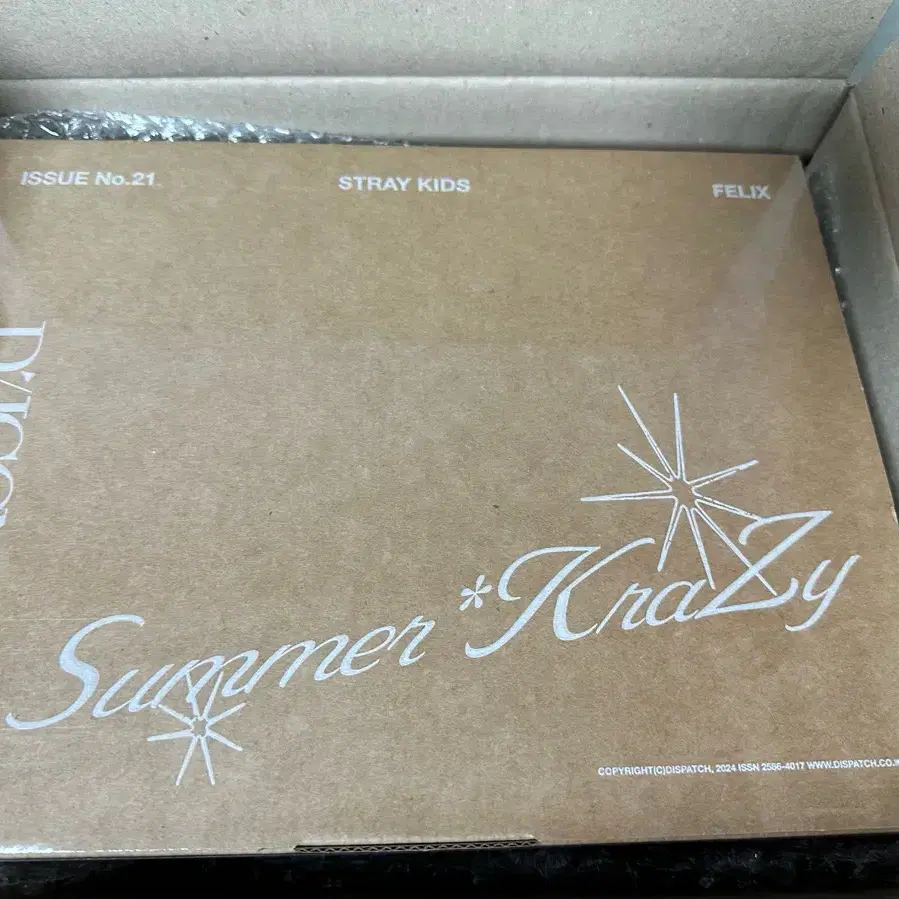 ISSUE No.21
STRAY KIDS
FELIX
Summer *KraZy
COPYRIGHT(C)DISPATCH, 2024 ISSN 2586-4017 WWW.DISPATCH.CO.K